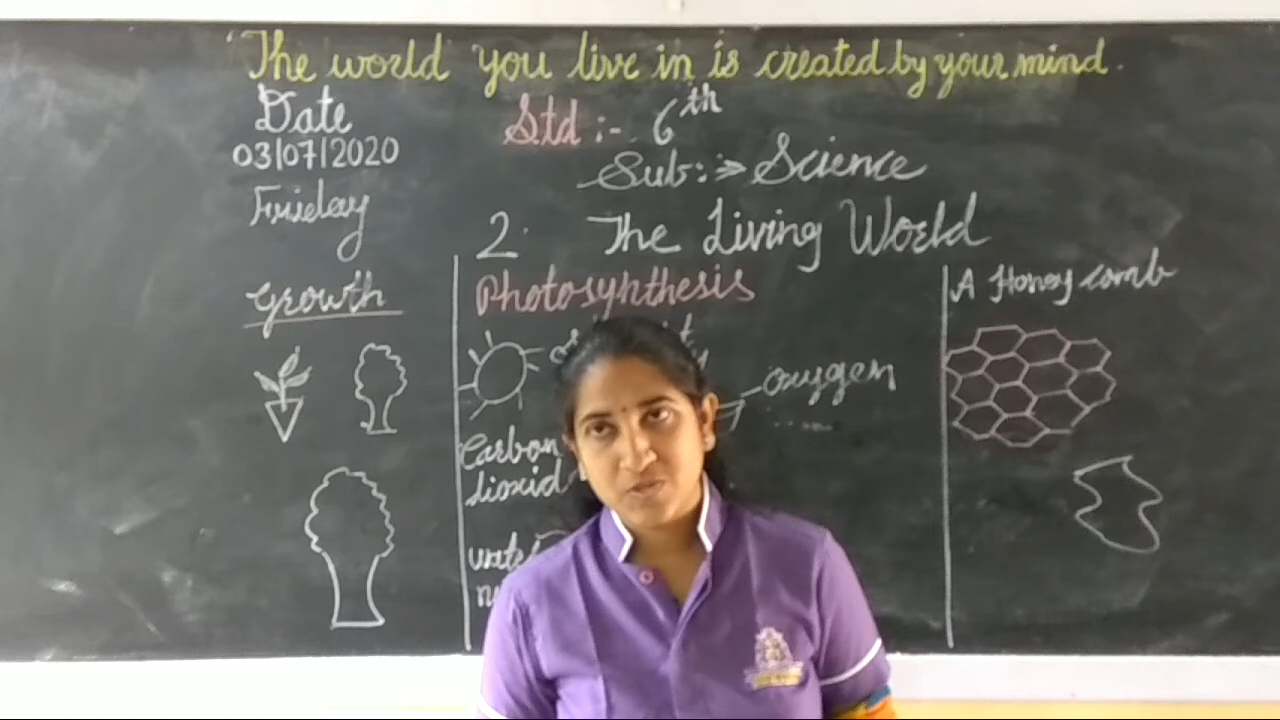 The world you live in is created by your mind.
Date
03/07/2020
Friday
Std :- 6th
Sub:⇒ Science
2. The Living World
Growth
Photosynthesis
oxygen
Carbon
dioxid
A Honey comb